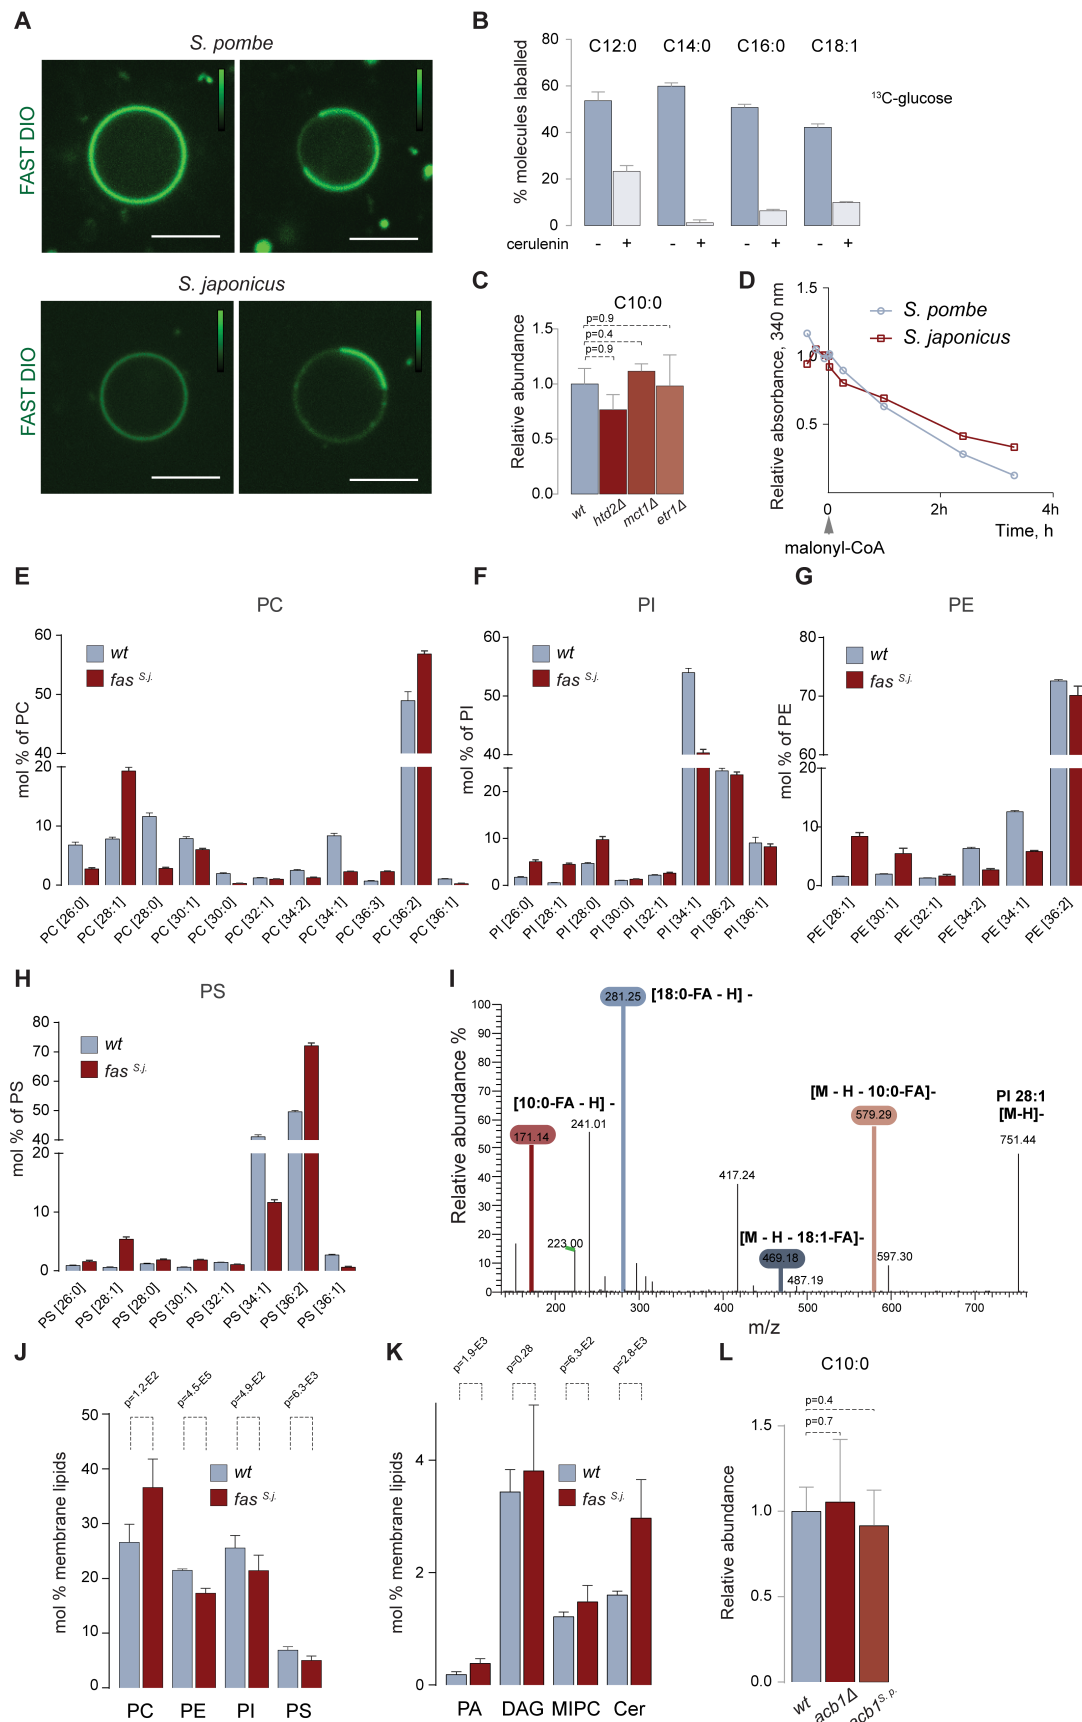 A
S. pombe
FAST DIO
S. japonicus
FAST DIO
B
% molecules laballed
80
60
40
20
0
C12:0 C14:0 C16:0 C18:1
13C-glucose
cerulenin - + - + - + - +
C
C10:0
p=0.9
p=0.4
p=0.9
Relative abundance
1.5
1.0
0.5
0.0
wt htd2Δ mct1Δ etr1Δ
D
Relative absorbance, 340 nm
1.5
1.0
0.5
S. pombe
S. japonicus
0 2h 4h
Time, h
malonyl-CoA
E
PC
mol % of PC
60
50
40
20
10
0
wt
fas S.j.
PC [26:0] PC [28:1] PC [28:0] PC [30:1] PC [30:0] PC [32:1] PC [34:2] PC [34:1] PC [36:3] PC [36:2] PC [36:1]
F
PI
mol % of PI
60
50
40
20
10
0
wt
fas S.j.
PI [26:0] PI [28:1] PI [28:0] PI [30:0] PI [32:1] PI [34:1] PI [36:2] PI [36:1]
G
PE
mol % of PE
80
70
60
20
10
0
wt
fas S.j.
PE [28:1] PE [30:1] PE [32:1] PE [34:2] PE [34:1] PE [36:2]
H
PS
mol % of PS
80
70
60
50
40
20
10
0
wt
fas S.j.
PS [26:0] PS [28:1] PS [28:0] PS [30:1] PS [32:1] PS [34:1] PS [36:2] PS [36:1]
I
Relative abundance %
100
90
80
70
60
50
40
30
20
10
0
281.25 [18:0-FA - H] -
[10:0-FA - H] -
171.14
241.01
223.00
417.24
[M - H - 18:1-FA]-
469.18
487.19
[M - H - 10:0-FA]-
579.29
597.30
PI 28:1
[M-H]-
751.44
200 300 400 500 600 700
m/z
J
p=1.2-E2 p=4.5-E5 p=4.9-E2 p=6.3-E3
mol % membrane lipids
50
40
30
20
10
0
wt
fas S.j.
PC PE PI PS
K
p=1.9-E3 p=0.28 p=6.3-E2 p=2.8-E3
mol % membrane lipids
4
2
0
wt
fas S.j.
PA DAG MIPC Cer
L
C10:0
p=0.4
p=0.7
Relative abundance
1.5
1.0
0.5
0.0
wt acb1Δ acb1S. p.